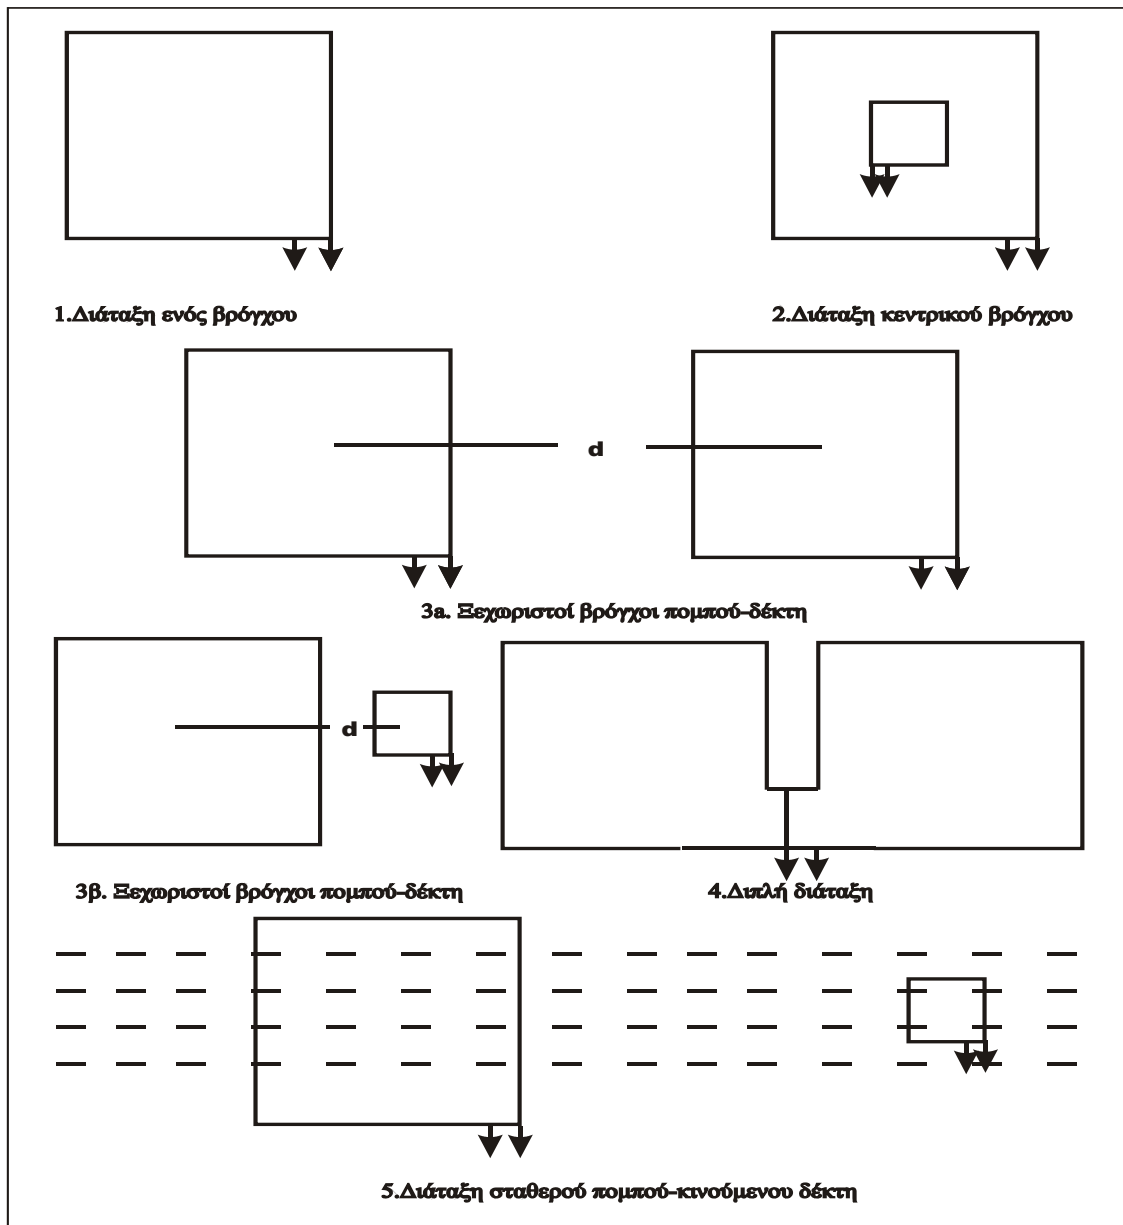 1.Διάταξη ενός βρόγχου
2.Διάταξη κεντρικού βρόγχου
d
3a. Ξεχωριστοί βρόγχοι πομπού-δέκτη
d
3β. Ξεχωριστοί βρόγχοι πομπού-δέκτη
4.Διπλή διάταξη
5.Διάταξη σταθερού πομπού-κινούμενου δέκτη